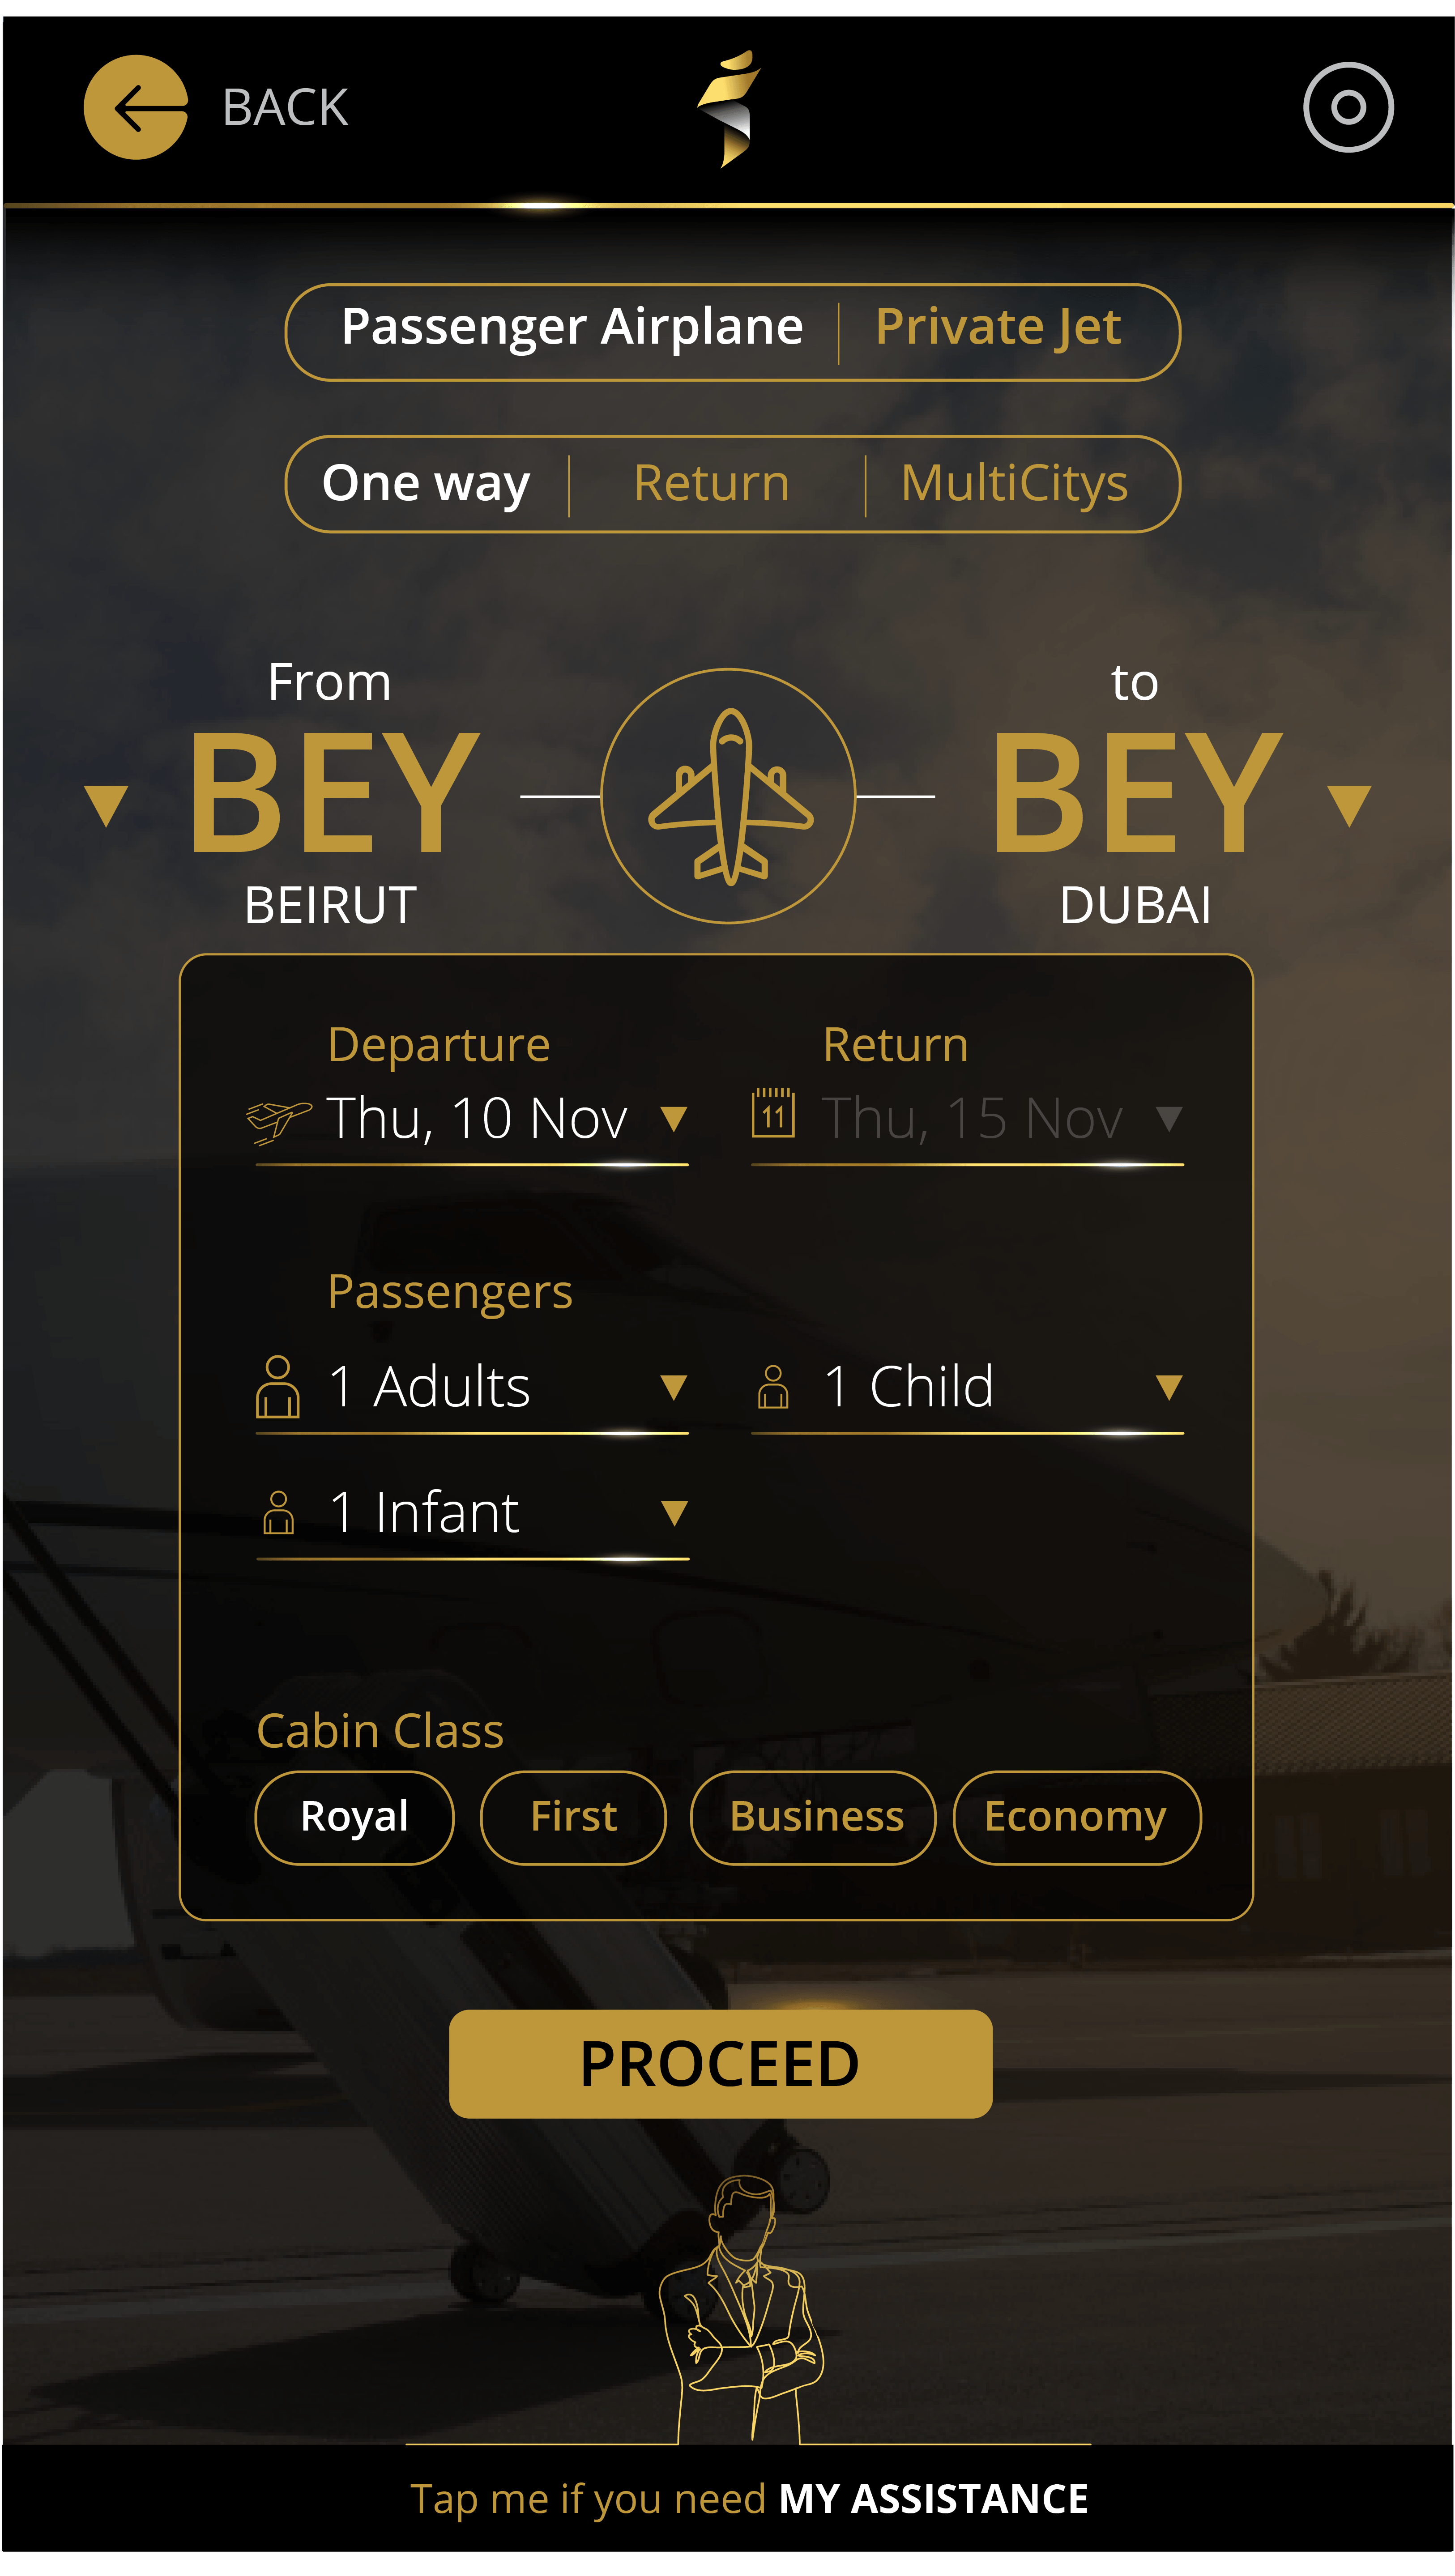 BACK
Passenger Airplane Private Jet
One way Return MultiCitys
From to
BEY BEY
BEIRUT DUBAI
Departure Return
Thu, 10 Nov 11 Thu, 15 Nov
Passengers
1 Adults 1 Child
1 Infant
Cabin Class
Royal First Business Economy
PROCEED
Tap me if you need MY ASSISTANCE